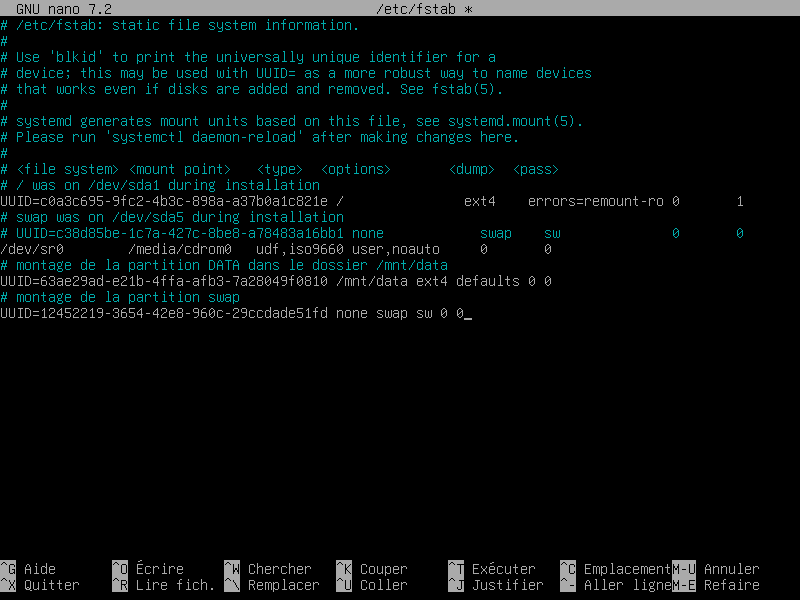 GNU nano 7.2 /etc/fstab *
# /etc/fstab: static file system information.
#
# Use 'blkid' to print the universally unique identifier for a
# device; this may be used with UUID= as a more robust way to name devices
# that works even if disks are added and removed. See fstab(5).
#
# systemd generates mount units based on this file, see systemd.mount(5).
# Please run 'systemctl daemon-reload' after making changes here.
#
# <file system> <mount point> <type> <options> <dump> <pass>
# / was on /dev/sda1 during installation
UUID=c0a3c695-9fc2-4b3c-898a-a37b0a1c821e / ext4 errors=remount-ro 0 1
# swap was on /dev/sda5 during installation
# UUID=c38d85be-1c7a-427c-8be8-a78483a16bb1 none swap sw 0 0
/dev/sr0 /media/cdrom0 udf,iso9660 user,noauto 0 0
# montage de la partition DATA dans le dossier /mnt/data
UUID=63ae29ad-e21b-4ffa-afb3-7a28049f0810 /mnt/data ext4 defaults 0 0
# montage de la partition swap
UUID=12452219-3654-42e8-960c-29ccdade51fd none swap sw 0 0_
^G Aide ^O Écrire ^W Chercher ^K Couper ^T Exécuter ^C Emplacement M-U Annuler
^X Quitter ^R Lire fich. ^\ Remplacer ^U Coller ^J Justifier ^- Aller ligne M-E Refaire